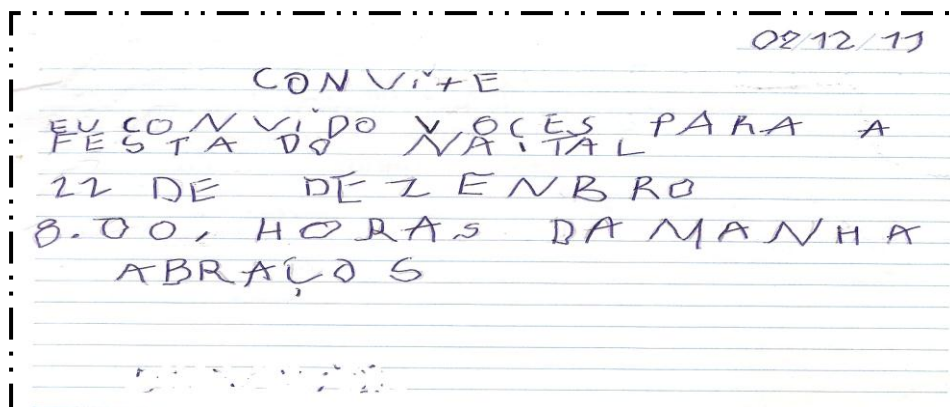 02/12/11
CONViTE
EU CONViDO VOCES PARA A
FESTA DO NAiTAL
22 DE DEZENBRO
8.00, HORAS DA MANHA
ABRAÇOS